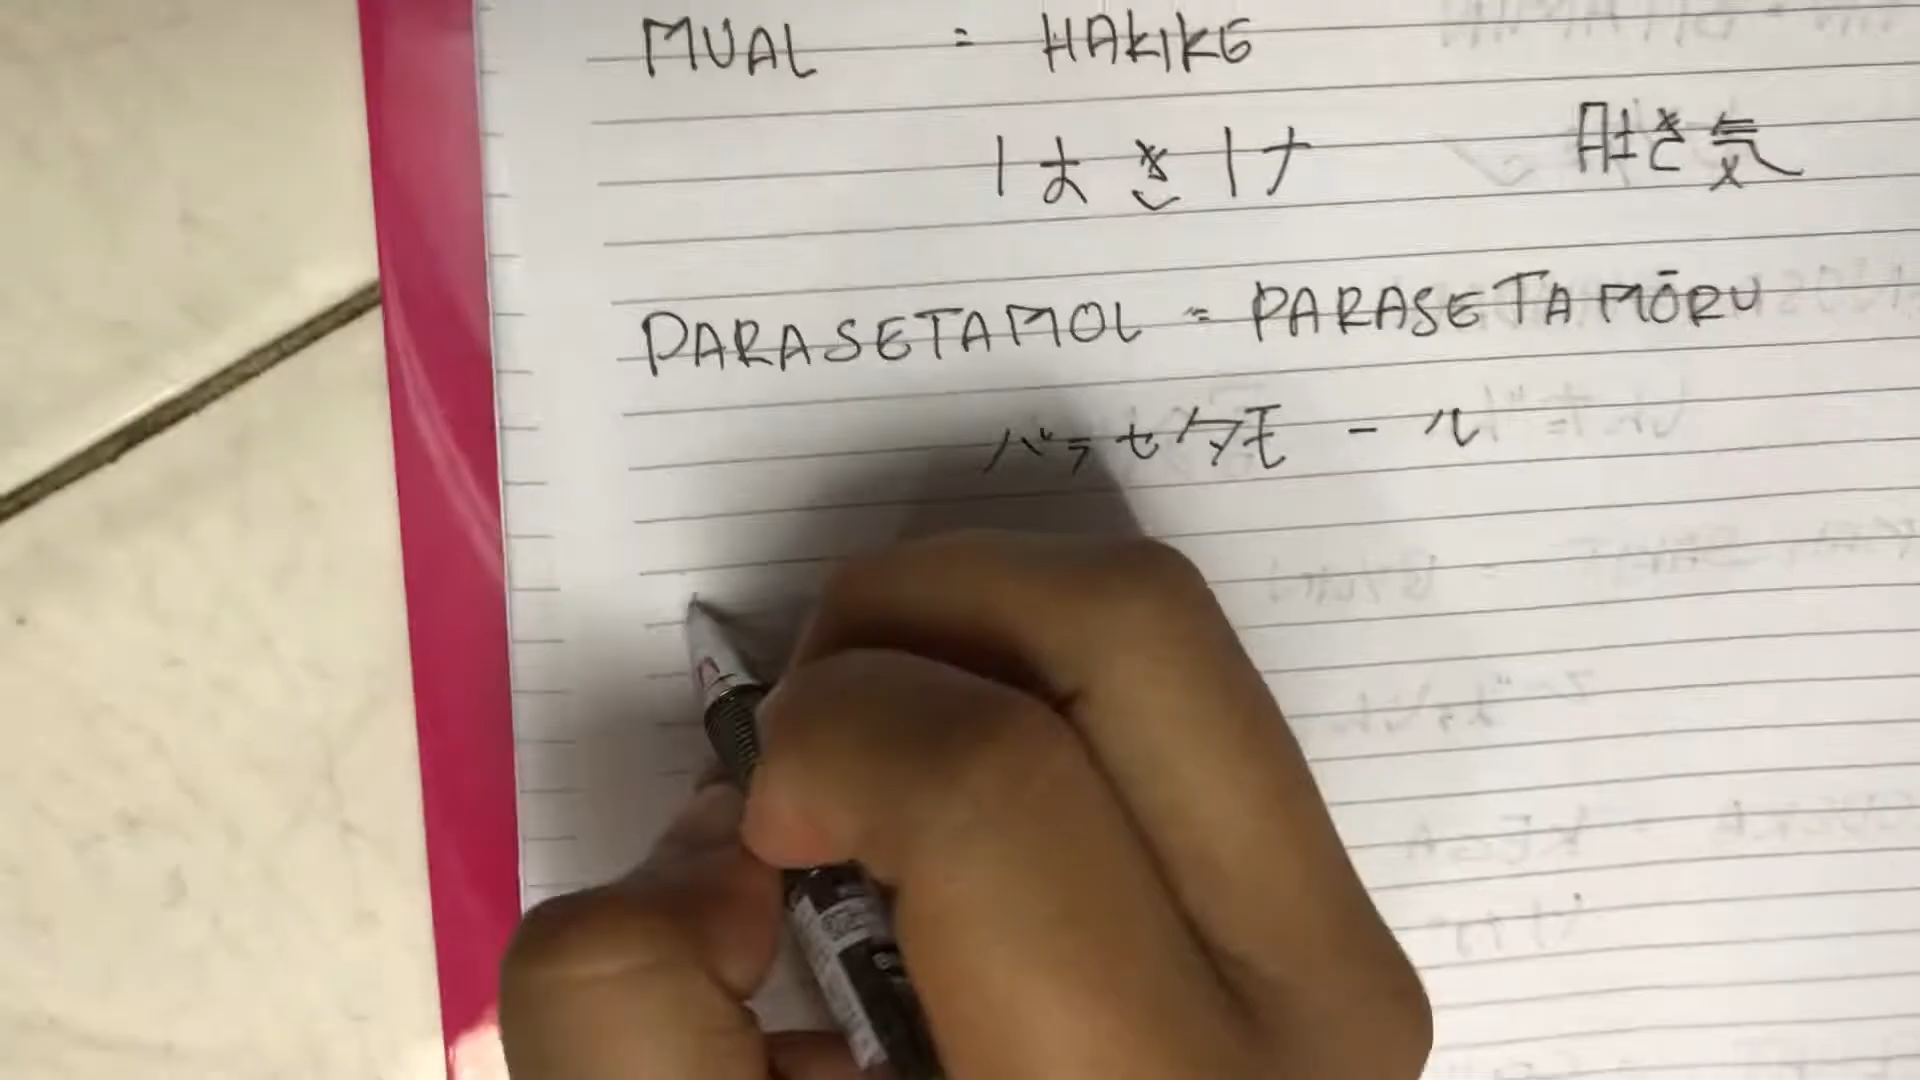 MUAL = HAKIKE
はきけ 吐き気
PARASETAMOL = PARASETAMŌRU
パラセタモール